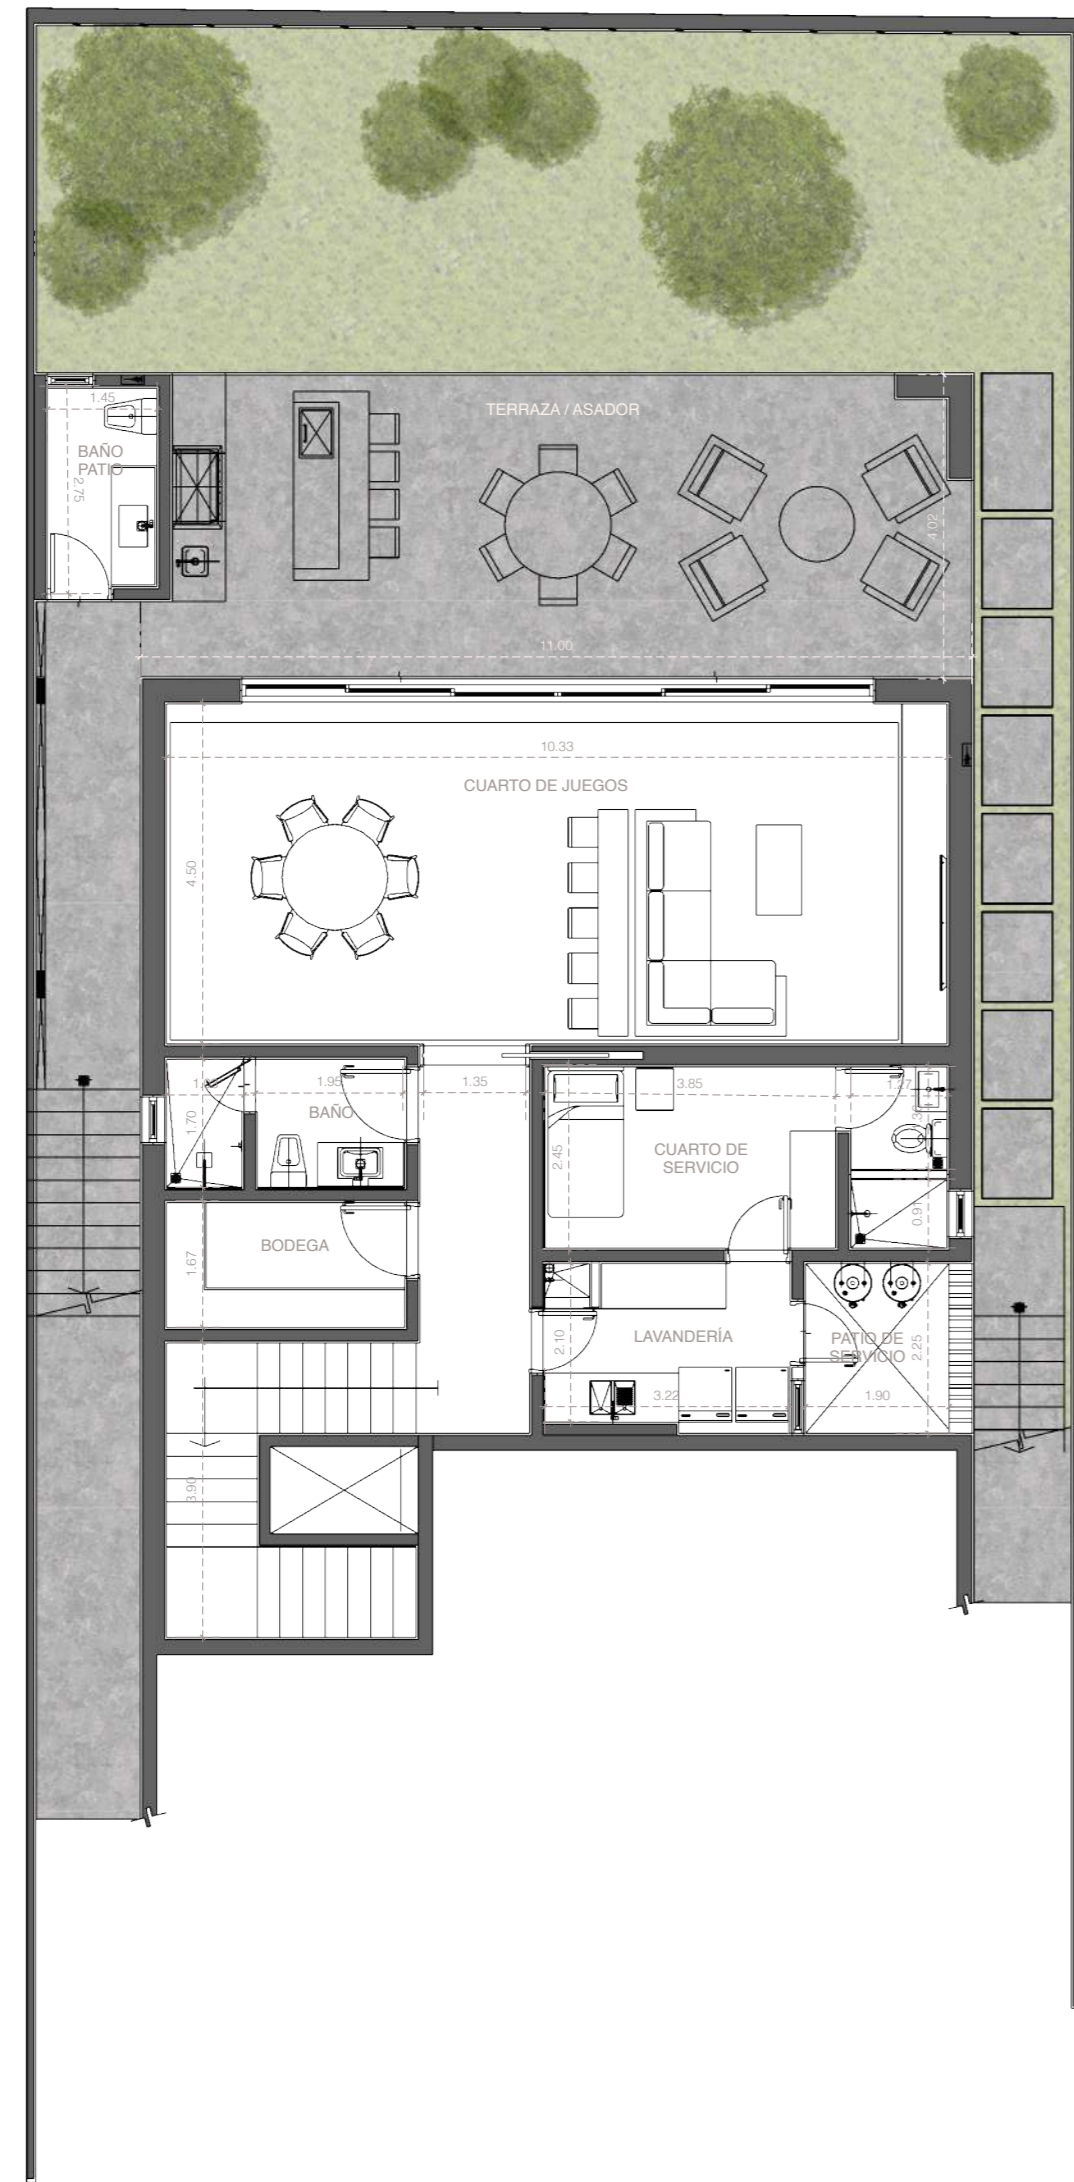 1.45
BAÑO
PATIO
2.75
TERRAZA / ASADOR
4.02
11.00
10.33
CUARTO DE JUEGOS
4.50
1.95
1.35
3.85
1.27
BAÑO
1.70
2.45
CUARTO DE
SERVICIO
0.91
BODEGA
1.67
LAVANDERÍA
2.10
3.22
PATIO DE
SERVICIO
2.25
1.90
3.90